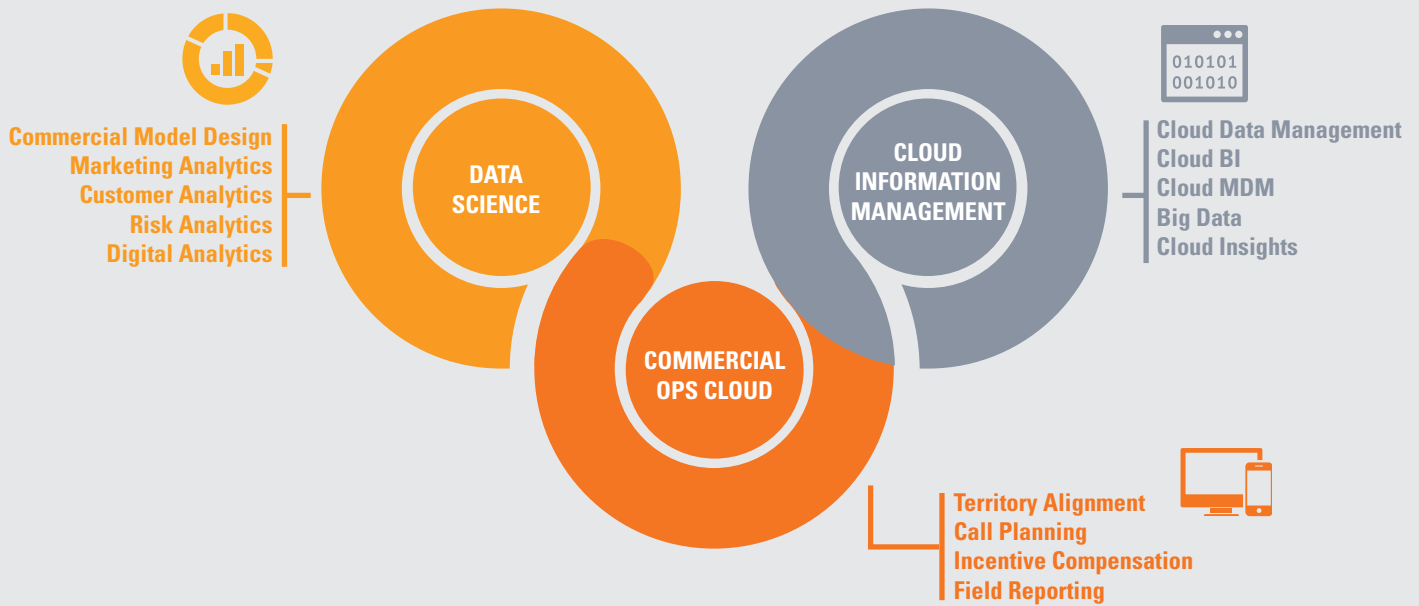 Commercial Model Design
Marketing Analytics
Customer Analytics
Risk Analytics
Digital Analytics
DATA
SCIENCE
CLOUD
INFORMATION
MANAGEMENT
010101
001010
Cloud Data Management
Cloud BI
Cloud MDM
Big Data
Cloud Insights
COMMERCIAL
OPS CLOUD
Territory Alignment
Call Planning
Incentive Compensation
Field Reporting